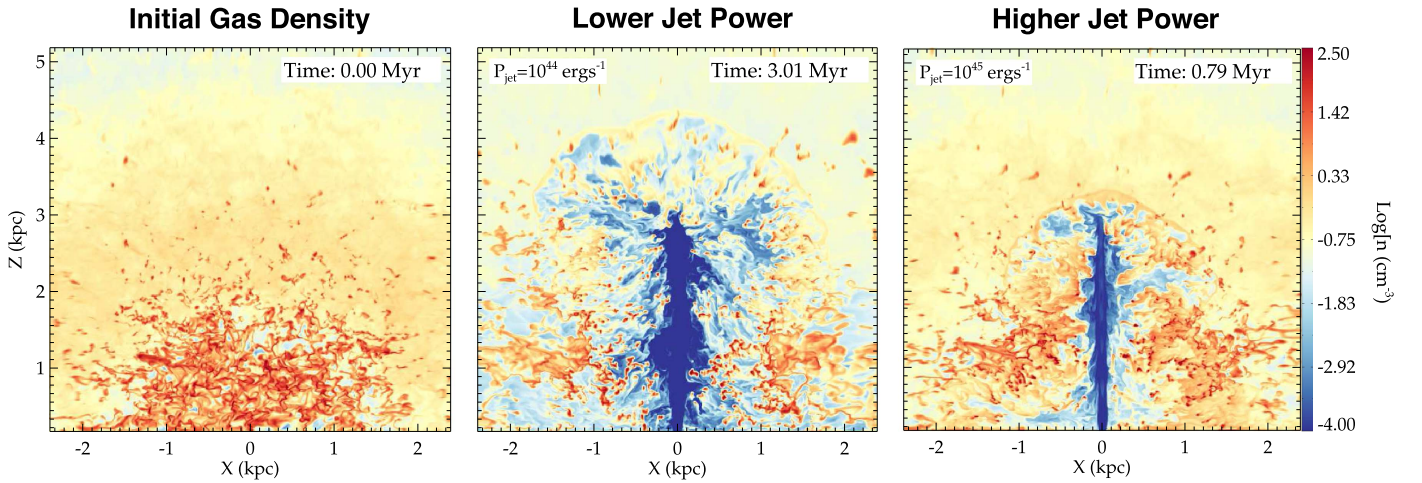 Initial Gas Density
Lower Jet Power
Higher Jet Power
Time: 0.00 Myr
P_jet=10^44 ergs^-1
Time: 3.01 Myr
P_jet=10^45 ergs^-1
Time: 0.79 Myr
5
4
3
2
1
Z (kpc)
-2 -1 0 1 2
X (kpc)
-2 -1 0 1 2
X (kpc)
-2 -1 0 1 2
X (kpc)
2.50
1.42
0.33
-0.75
-1.83
-2.92
-4.00
Log[n (cm^-3)